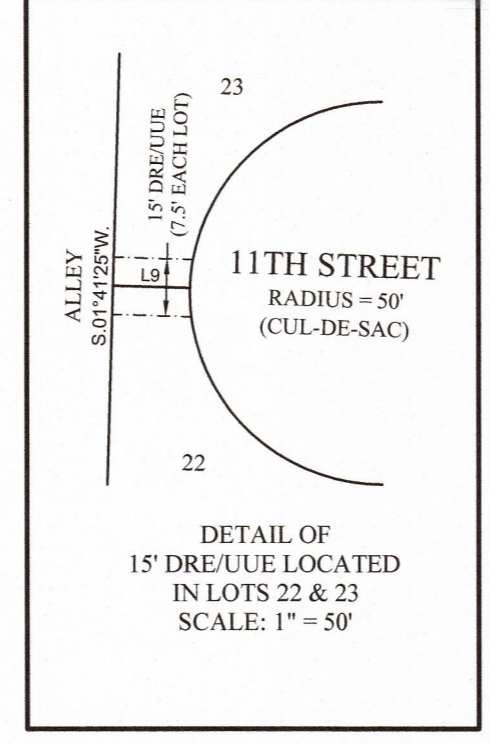 23
15' DRE/UUE
(7.5' EACH LOT)
ALLEY
S.01°41'25"W.
L9
11TH STREET
RADIUS = 50'
(CUL-DE-SAC)
22
DETAIL OF
15' DRE/UUE LOCATED
IN LOTS 22 & 23
SCALE: 1" = 50'